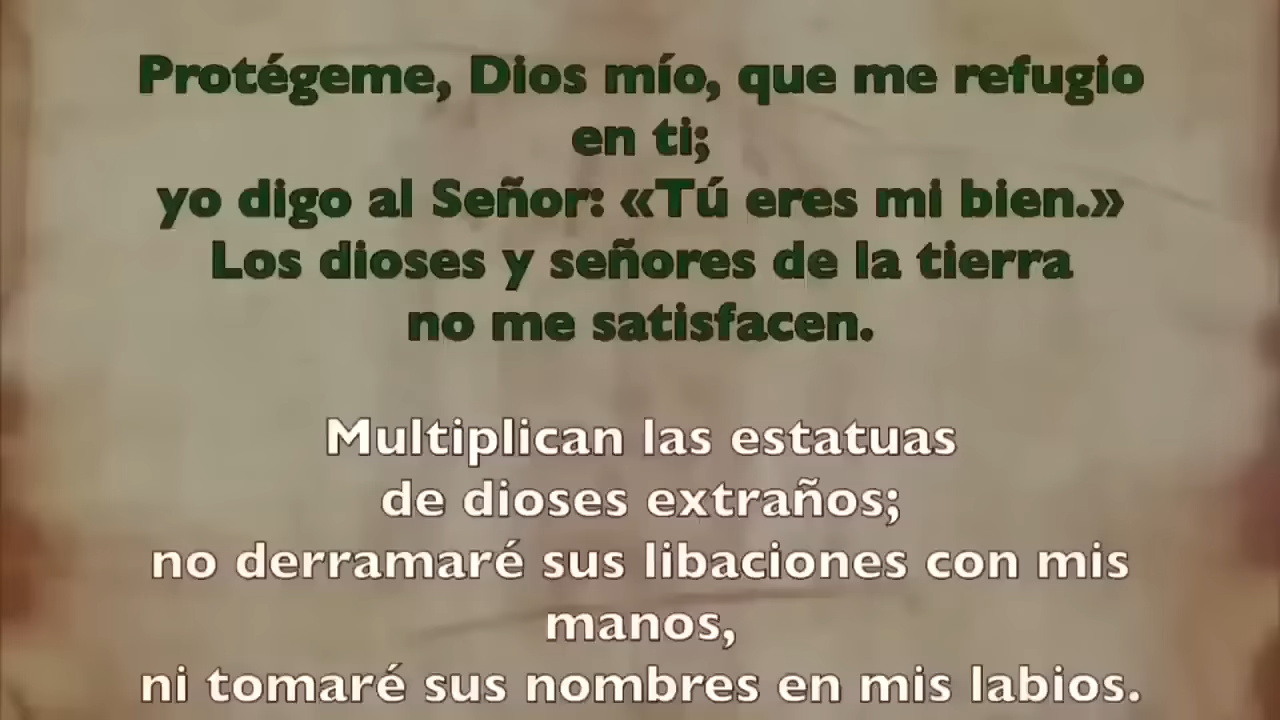 Protégeme, Dios mío, que me refugio
en ti;
yo digo al Señor: «Tú eres mi bien.»
Los dioses y señores de la tierra
no me satisfacen.
Multiplican las estatuas
de dioses extraños;
no derramaré sus libaciones con mis
manos,
ni tomaré sus nombres en mis labios.